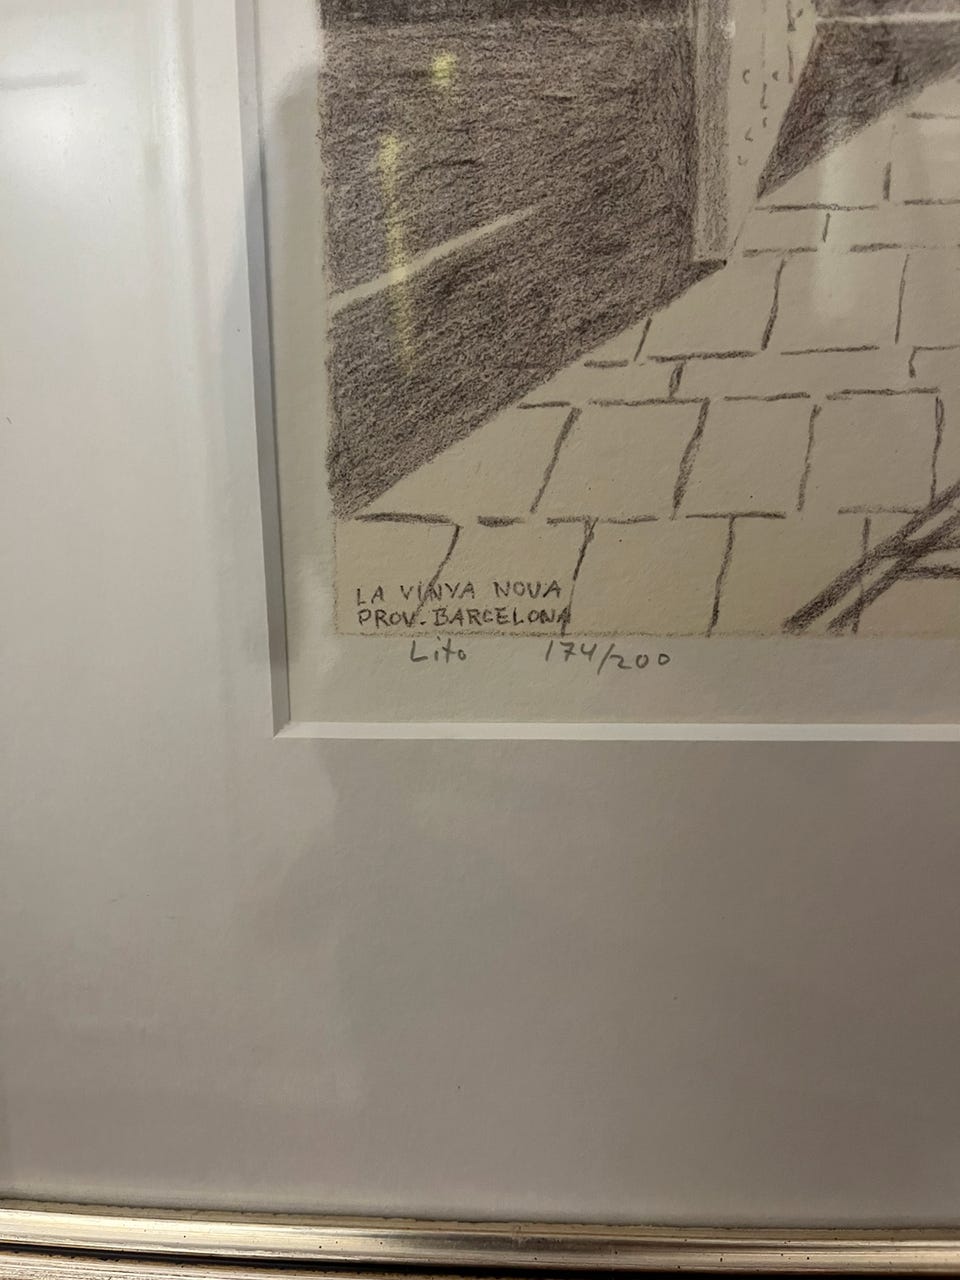 LA VINYA NOVA
PROV. BARCELONA
Lito 174/200